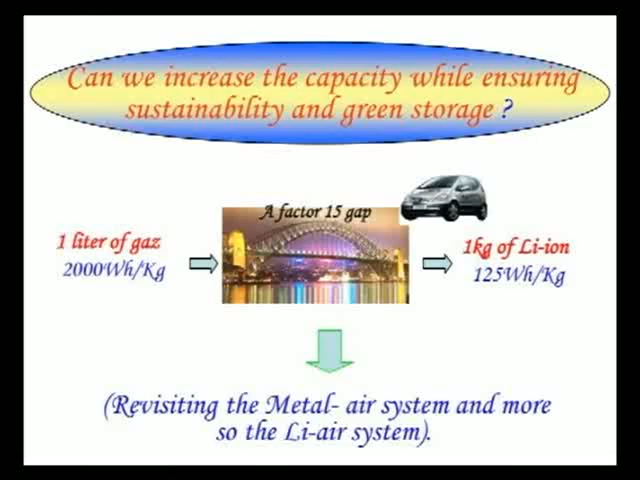 Can we increase the capacity while ensuring
sustainability and green storage ?
A factor 15 gap
1 liter of gaz
2000Wh/Kg
1kg of Li-ion
125Wh/Kg
(Revisiting the Metal- air system and more
so the Li-air system).